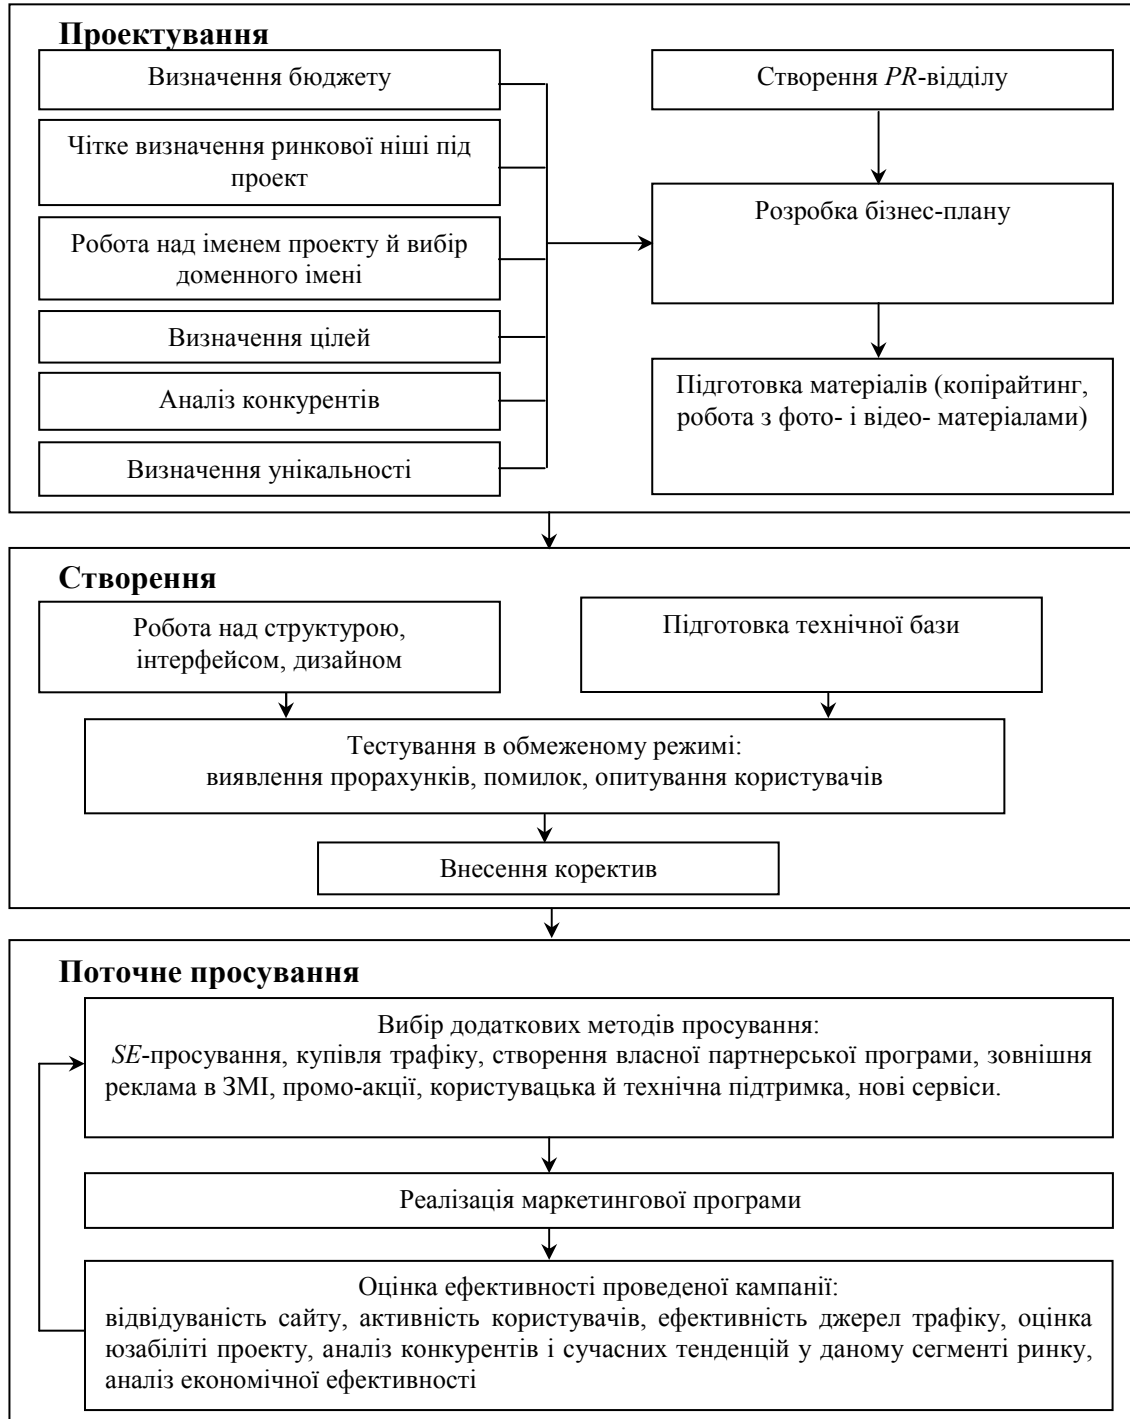 Проектування
Визначення бюджету
Чітке визначення ринкової ніші під
проект
Робота над іменем проекту й вибір
доменного імені
Визначення цілей
Аналіз конкурентів
Визначення унікальності
Створення PR-відділу
Розробка бізнес-плану
Підготовка матеріалів (копірайтинг,
робота з фото- і відео- матеріалами)
Створення
Робота над структурою,
інтерфейсом, дизайном
Підготовка технічної бази
Тестування в обмеженому режимі:
виявлення прорахунків, помилок, опитування користувачів
Внесення коректив
Поточне просування
Вибір додаткових методів просування:
SE-просування, купівля трафіку, створення власної партнерської програми, зовнішня
реклама в ЗМІ, промо-акції, користувацька й технічна підтримка, нові сервіси.
Реалізація маркетингової програми
Оцінка ефективності проведеної кампанії:
відвідуваність сайту, активність користувачів, ефективність джерел трафіку, оцінка
юзабіліті проекту, аналіз конкурентів і сучасних тенденцій у даному сегменті ринку,
аналіз економічної ефективності